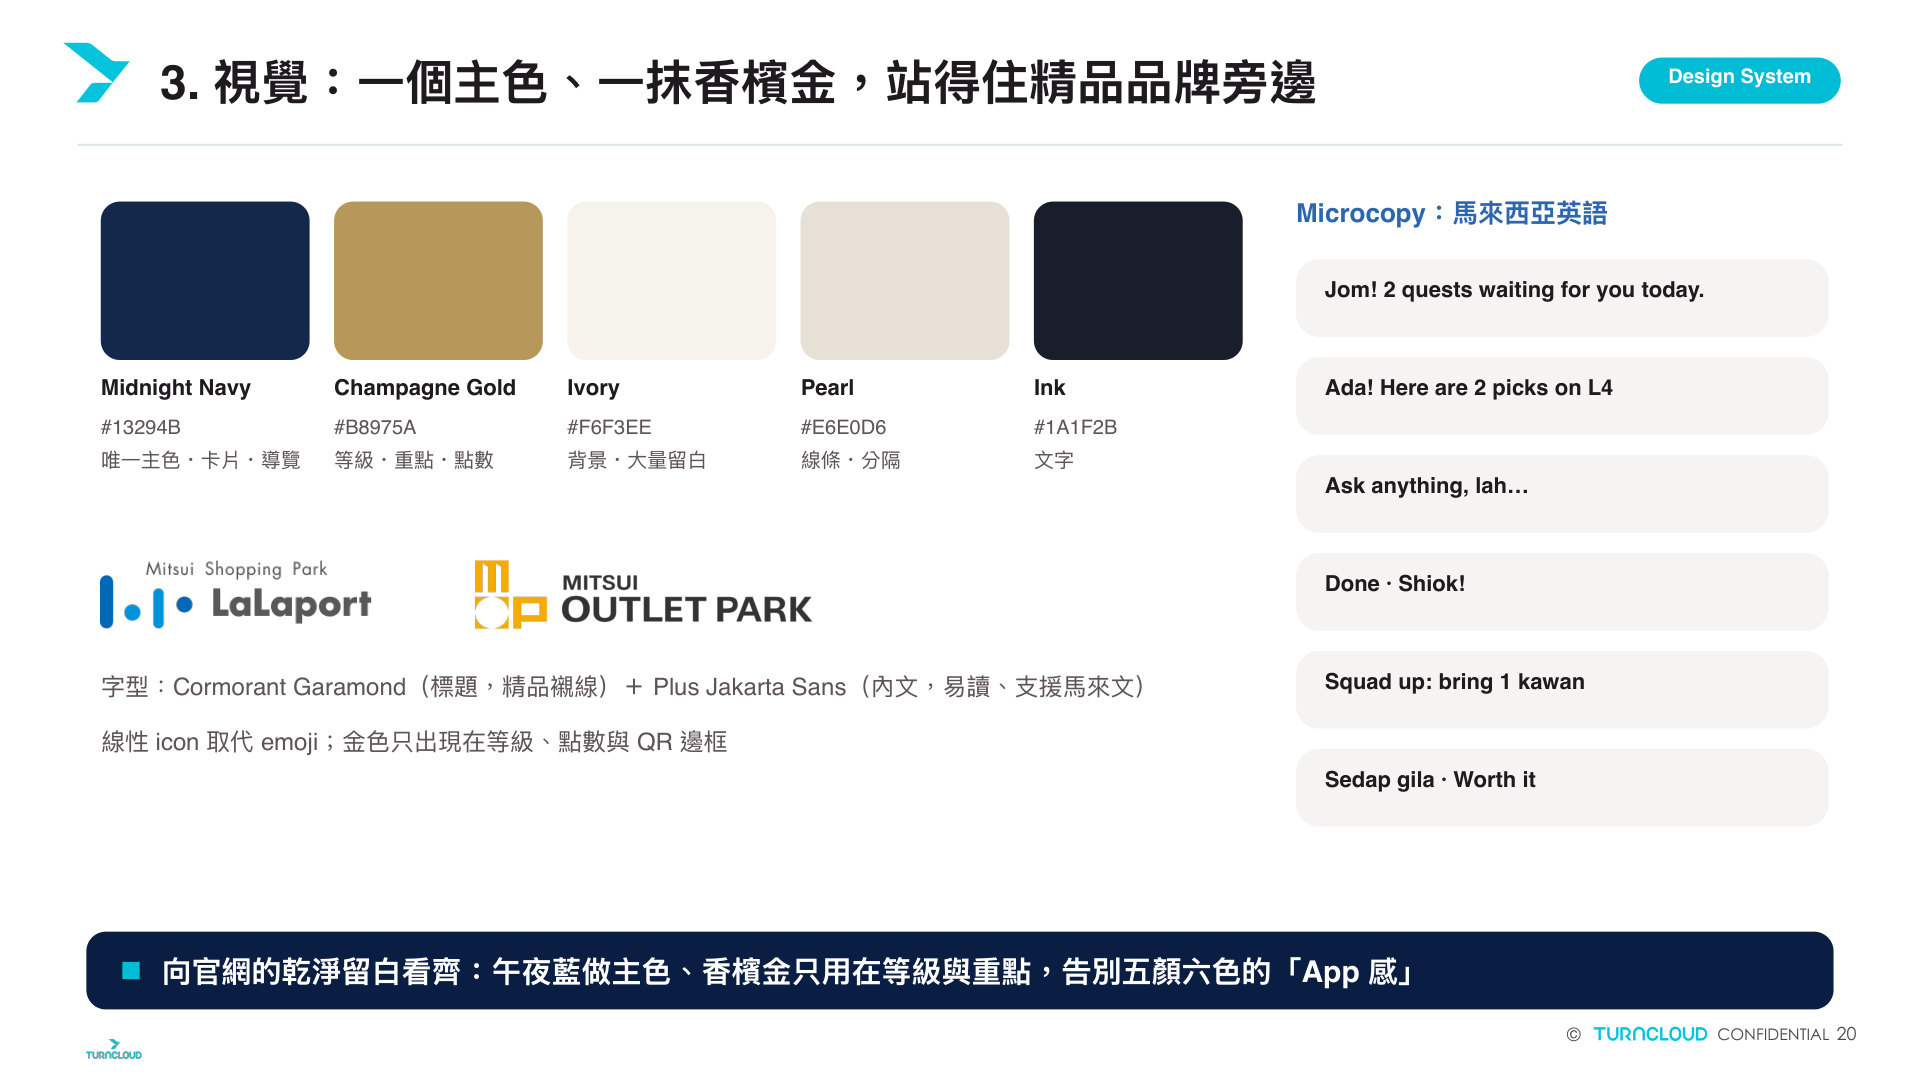 3. 視覺：一個主色、一抹香檳金，站得住精品品牌旁邊
Design System
Midnight Navy
#13294B
唯一主色・卡片・導覽
Champagne Gold
#B8975A
等級・重點・點數
Ivory
#F6F3EE
背景・大量留白
Pearl
#E6E0D6
線條・分隔
Ink
#1A1F2B
文字
Mitsui Shopping Park
LaLaport
mop
MITSUI
OUTLET PARK
字型：Cormorant Garamond（標題，精品襯線）＋ Plus Jakarta Sans（內文，易讀、支援馬來文）
線性 icon 取代 emoji；金色只出現在等級、點數與 QR 邊框
Microcopy：馬來西亞英語
Jom! 2 quests waiting for you today.
Ada! Here are 2 picks on L4
Ask anything, lah…
Done · Shiok!
Squad up: bring 1 kawan
Sedap gila · Worth it
向官網的乾淨留白看齊：午夜藍做主色、香檳金只用在等級與重點，告別五顏六色的「App 感」
TURNCLOUD
© TURNCLOUD CONFIDENTIAL 20